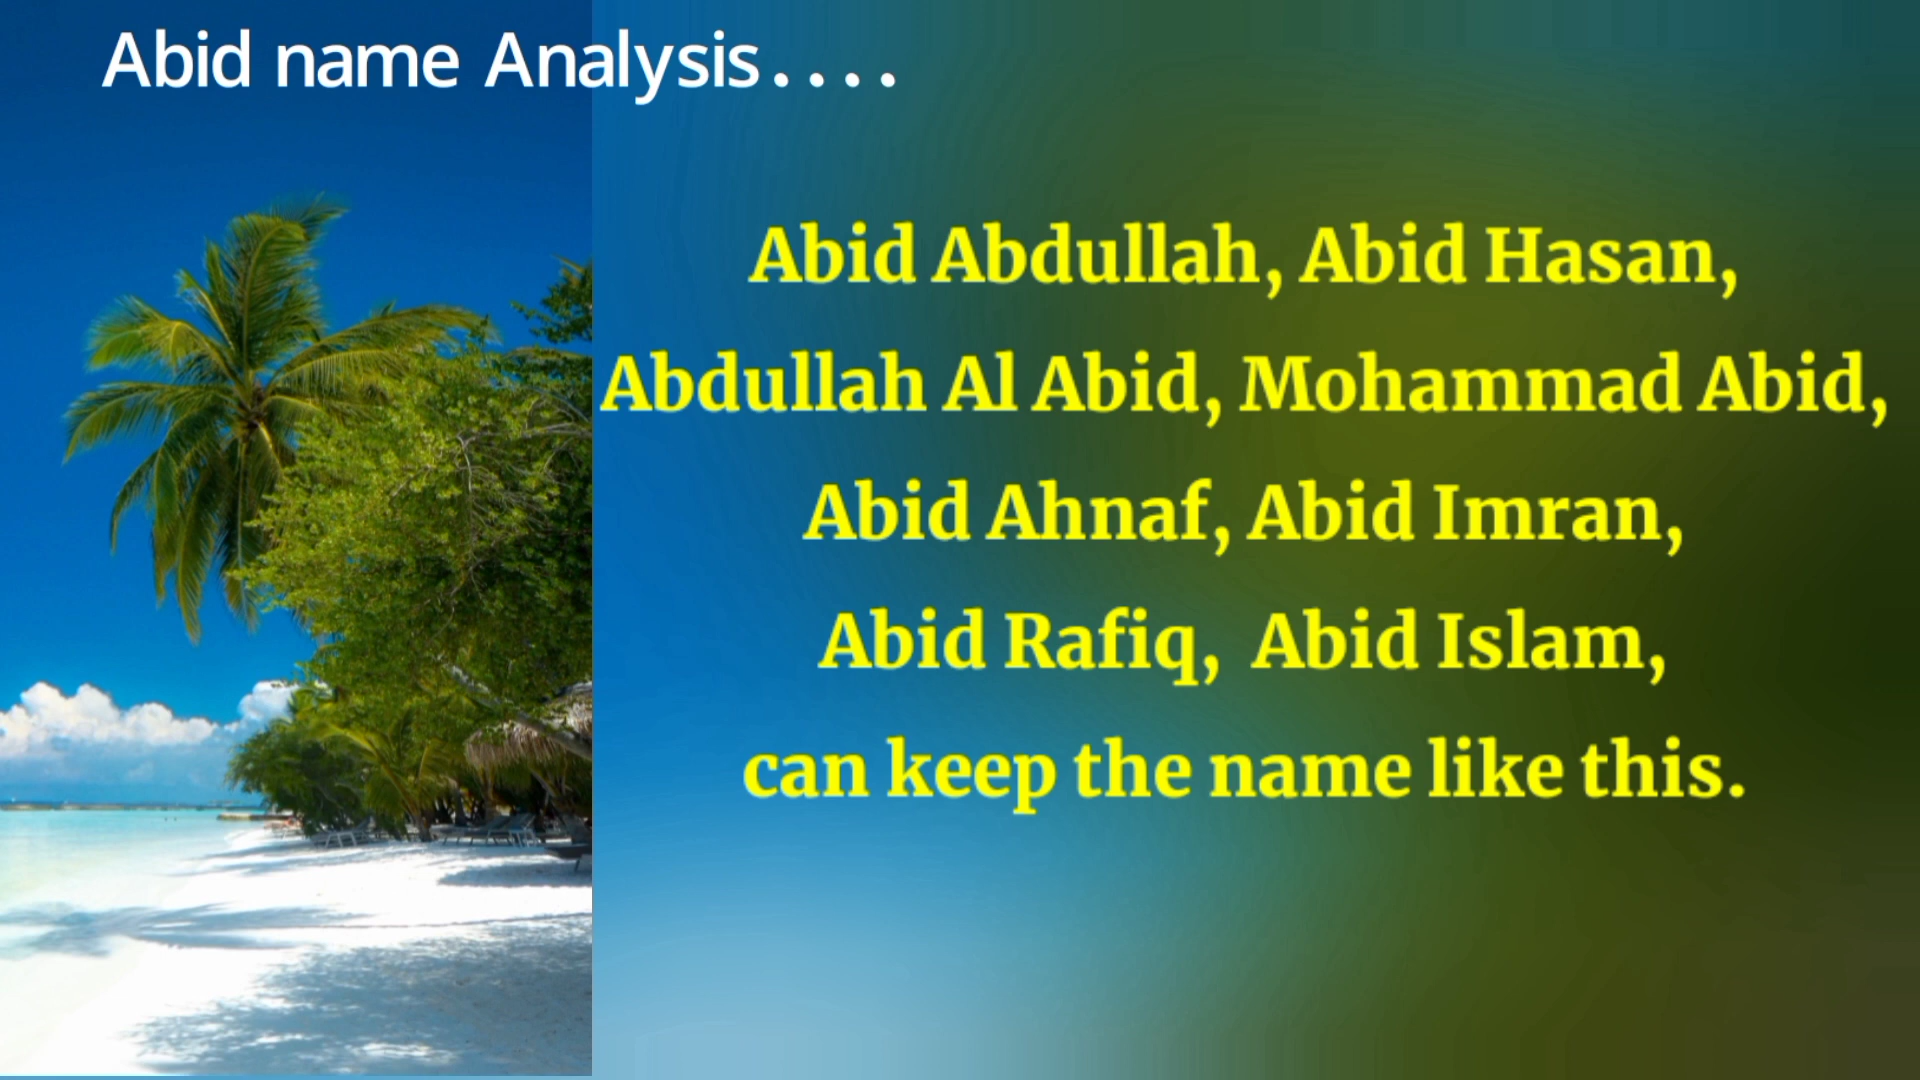 Abid name Analysis....
Abid Abdullah, Abid Hasan,
Abdullah Al Abid, Mohammad Abid,
Abid Ahnaf, Abid Imran,
Abid Rafiq, Abid Islam,
can keep the name like this.